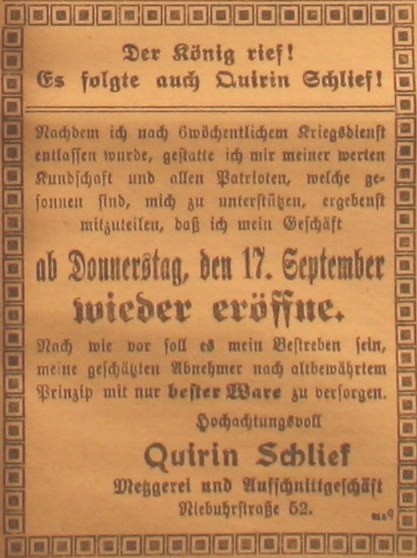 Der König rief!
Es folgte auch Quirin Schlief!
Nachdem ich nach 6wöchentlichem Kriegsdienst
entlassen wurde, gestatte ich mir meiner werten
Kundschaft und allen Patrioten, welche ge-
sonnen sind, mich zu unterstützen, ergebenst
mitzuteilen, daß ich mein Geschäft
ab Donnerstag, den 17. September
wieder eröffne.
Nach wie vor soll es mein Bestreben sein,
meine geschätzten Abnehmer nach altbewährtem
Prinzip mit nur bester Ware zu versorgen.
Hochachtungsvoll
Quirin Schlief
Metzgerei und Aufschnittgeschäft
Niebuhrstraße 52.